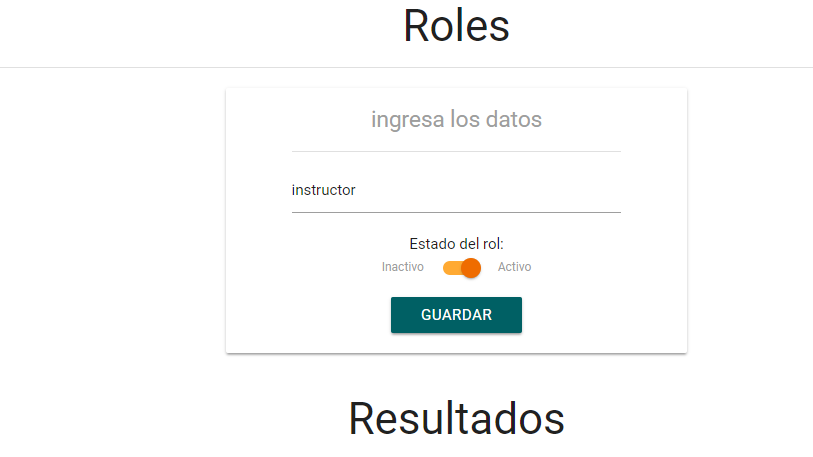 Roles
ingresa los datos
instructor
Estado del rol:
Inactivo Activo
GUARDAR
Resultados